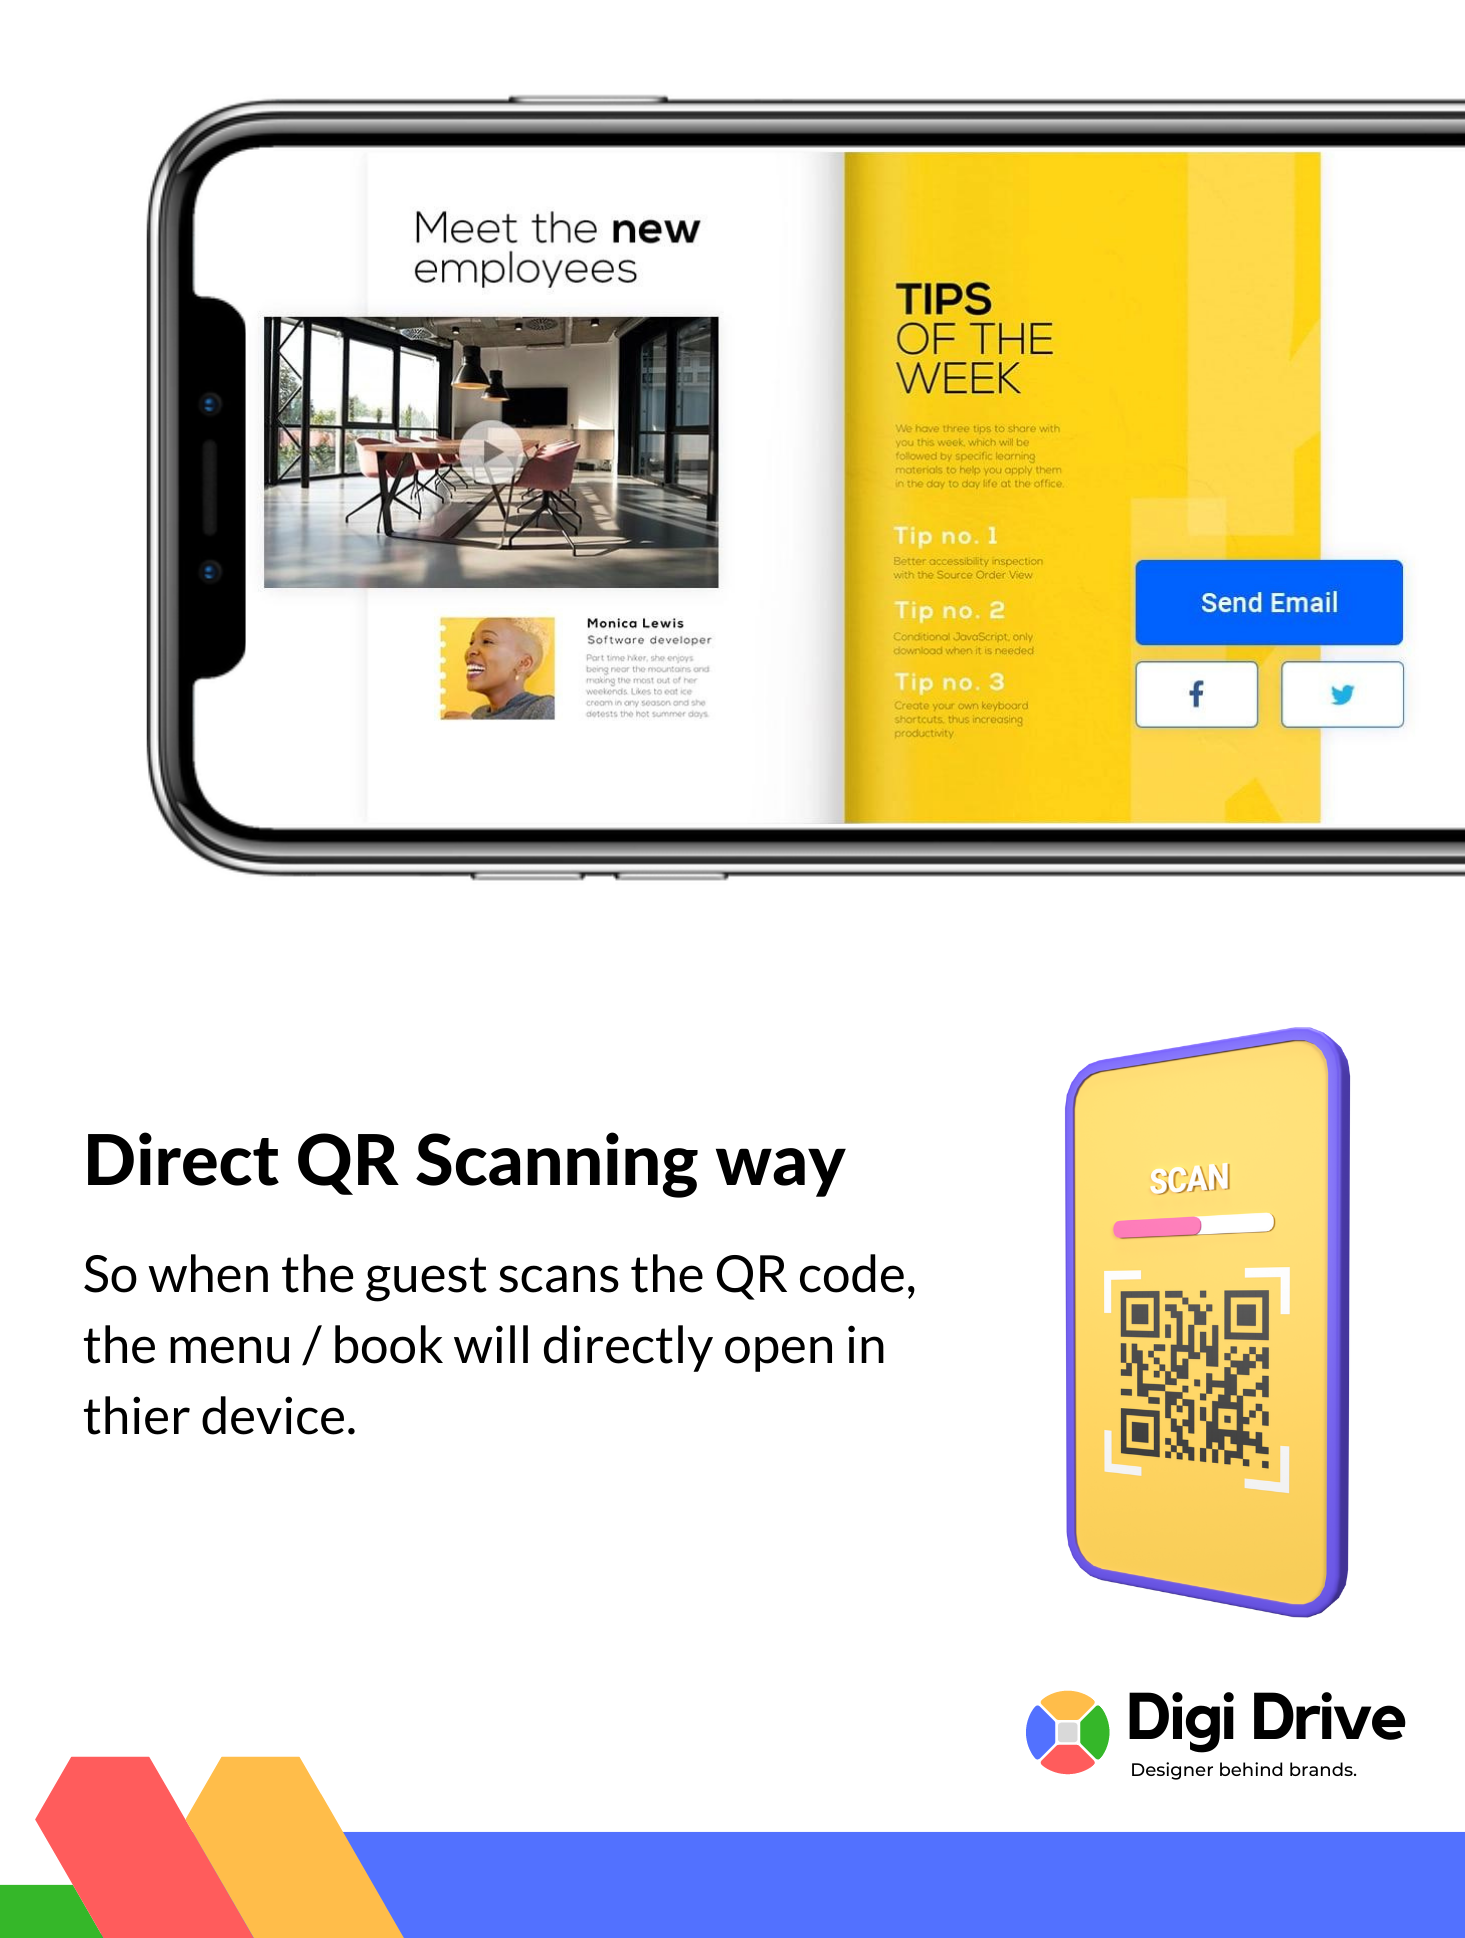 Meet the new
employees
Monica Lewis
Software developer
Part time hiker, she enjoys
being near the mountains and
making the most out of her
weekends. Likes to eat ice
cream in any season and she
detests the hot summer days.
TIPS
OF THE
WEEK
We have three tips to share with
you this week, which will be
followed by specific learning
materials to help you apply them
in the day to day life at the office.
Tip no. 1
Better accessibility inspection
with the Source Order View
Tip no. 2
Conditional JavaScript, only
download when it is needed
Tip no. 3
Create your own keyboard
shortcuts, thus increasing
productivity
Send Email
Direct QR Scanning way
So when the guest scans the QR code,
the menu / book will directly open in
thier device.
SCAN
Digi Drive
Designer behind brands.